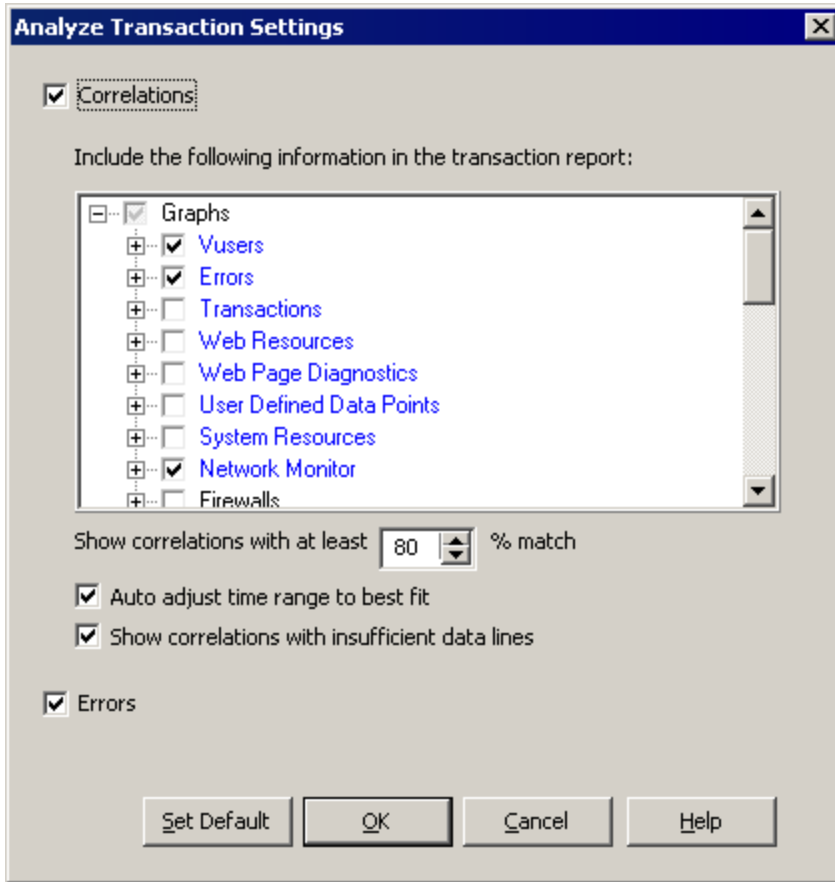 Analyze Transaction Settings
Correlations
Include the following information in the transaction report:
Graphs
Vusers
Errors
Transactions
Web Resources
Web Page Diagnostics
User Defined Data Points
System Resources
Network Monitor
Firewalls
Show correlations with at least 80 % match
Auto adjust time range to best fit
Show correlations with insufficient data lines
Errors
Set Default OK Cancel Help